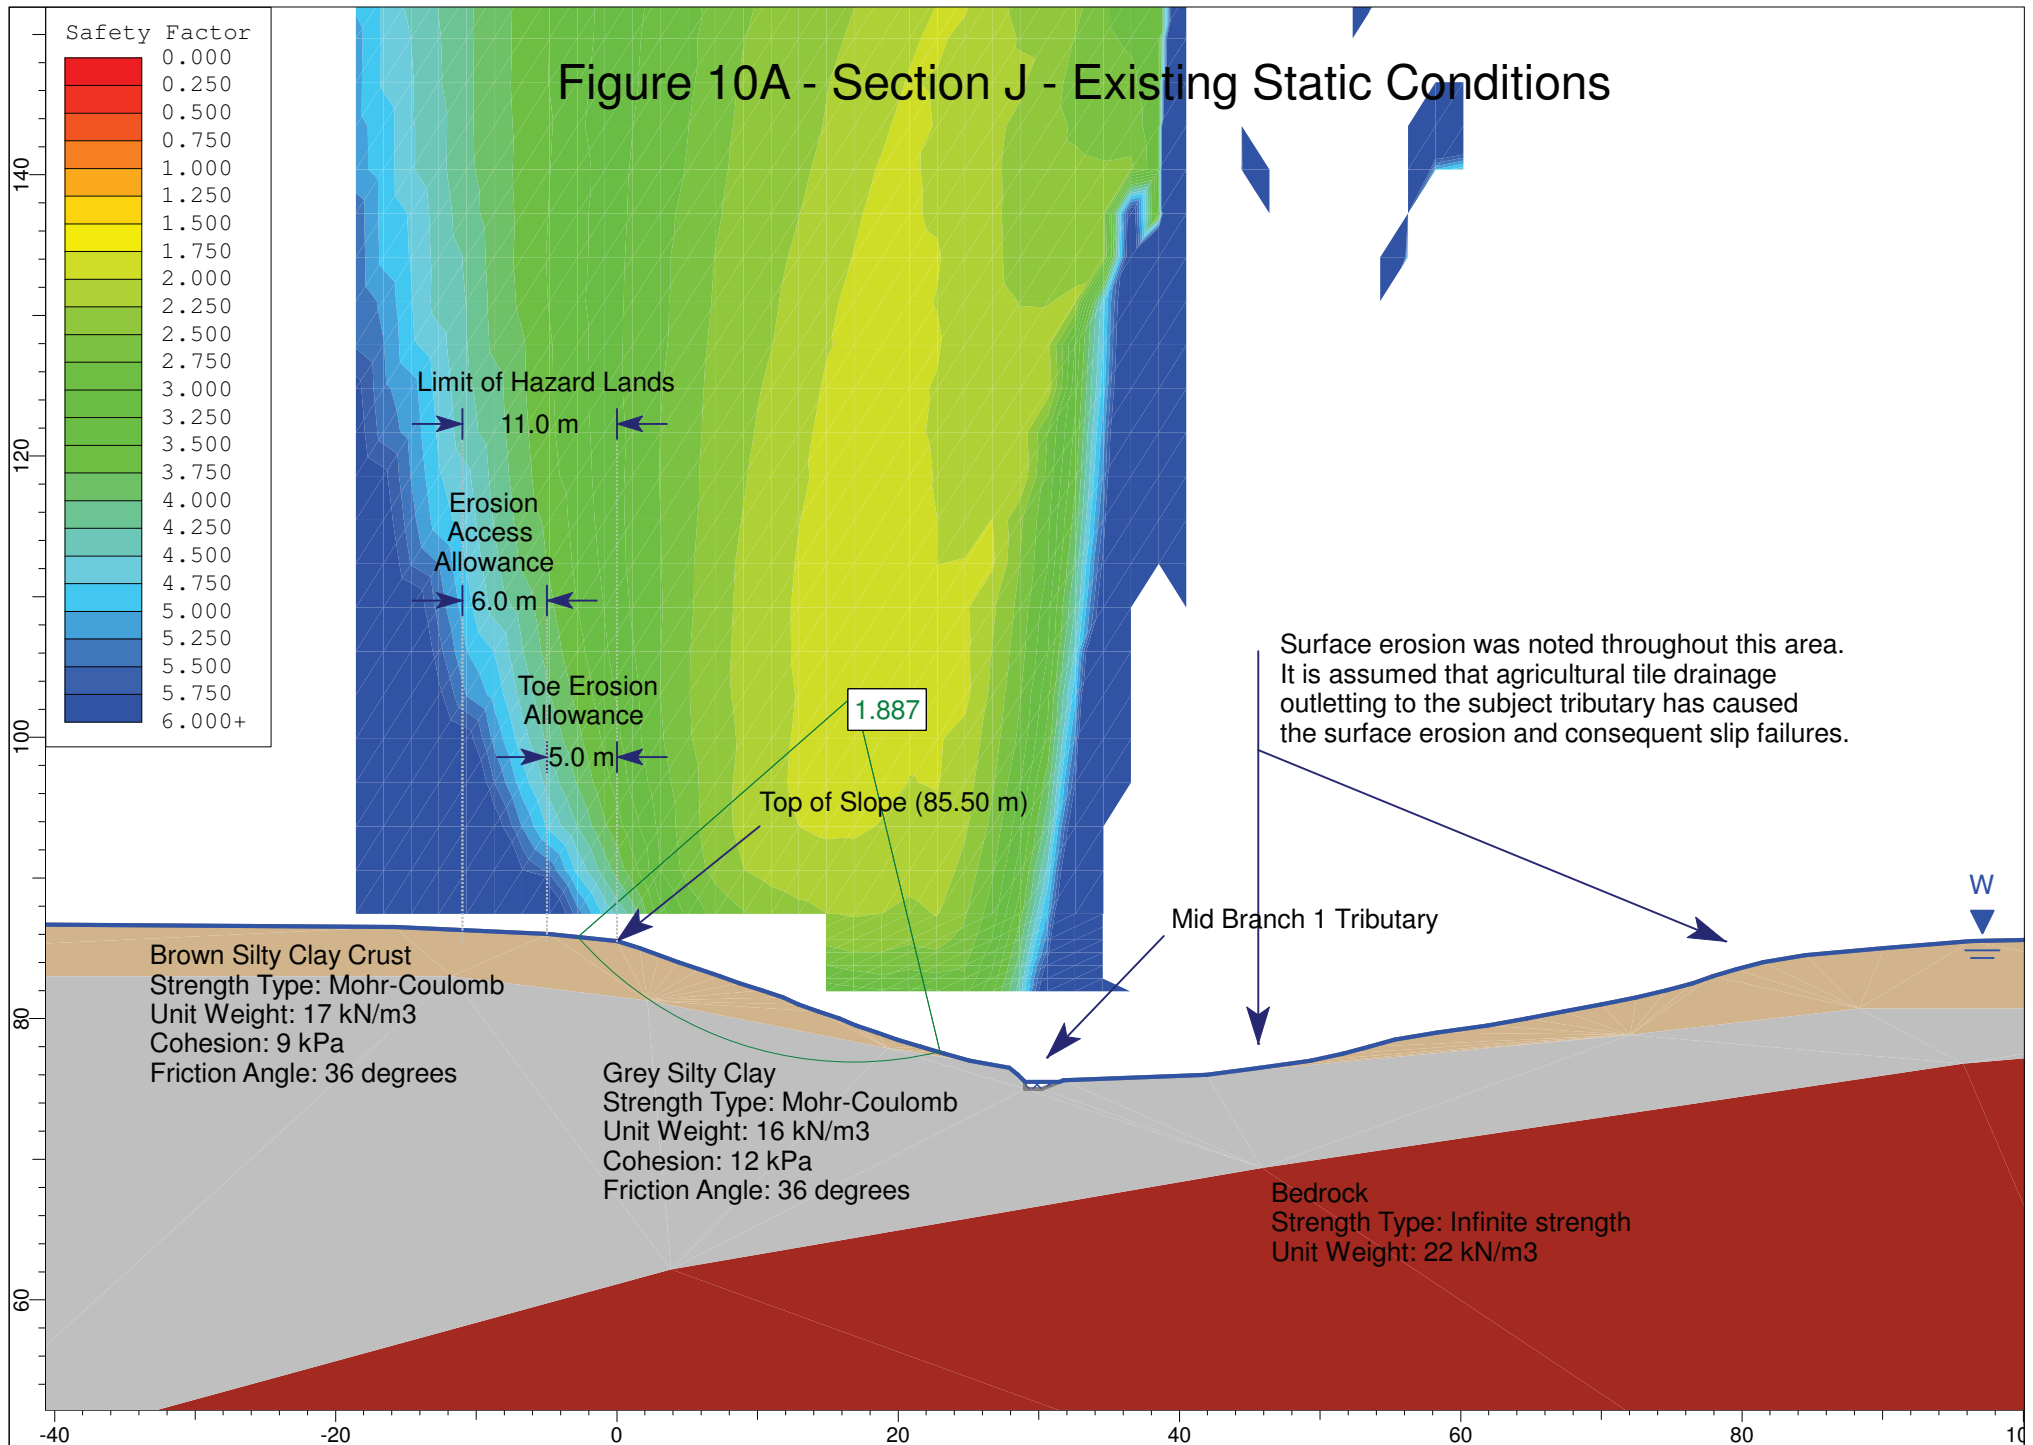 Safety Factor
0.000
0.250
0.500
0.750
1.000
1.250
1.500
1.750
2.000
2.250
2.500
2.750
3.000
3.250
3.500
3.750
4.000
4.250
4.500
4.750
5.000
5.250
5.500
5.750
6.000+
Figure 10A - Section J - Existing Static Conditions
Limit of Hazard Lands
11.0 m
Erosion
Access
Allowance
6.0 m
Toe Erosion
Allowance
5.0 m
1.887
Top of Slope (85.50 m)
Surface erosion was noted throughout this area.
It is assumed that agricultural tile drainage
outletting to the subject tributary has caused
the surface erosion and consequent slip failures.
W
Mid Branch 1 Tributary
Brown Silty Clay Crust
Strength Type: Mohr-Coulomb
Unit Weight: 17 kN/m3
Cohesion: 9 kPa
Friction Angle: 36 degrees
Grey Silty Clay
Strength Type: Mohr-Coulomb
Unit Weight: 16 kN/m3
Cohesion: 12 kPa
Friction Angle: 36 degrees
Bedrock
Strength Type: Infinite strength
Unit Weight: 22 kN/m3
140
120
100
80
60
-40
-20
0
20
40
60
80